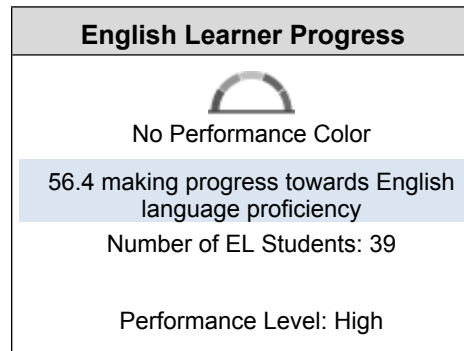 English Learner Progress
No Performance Color
56.4 making progress towards English
language proficiency
Number of EL Students: 39
Performance Level: High